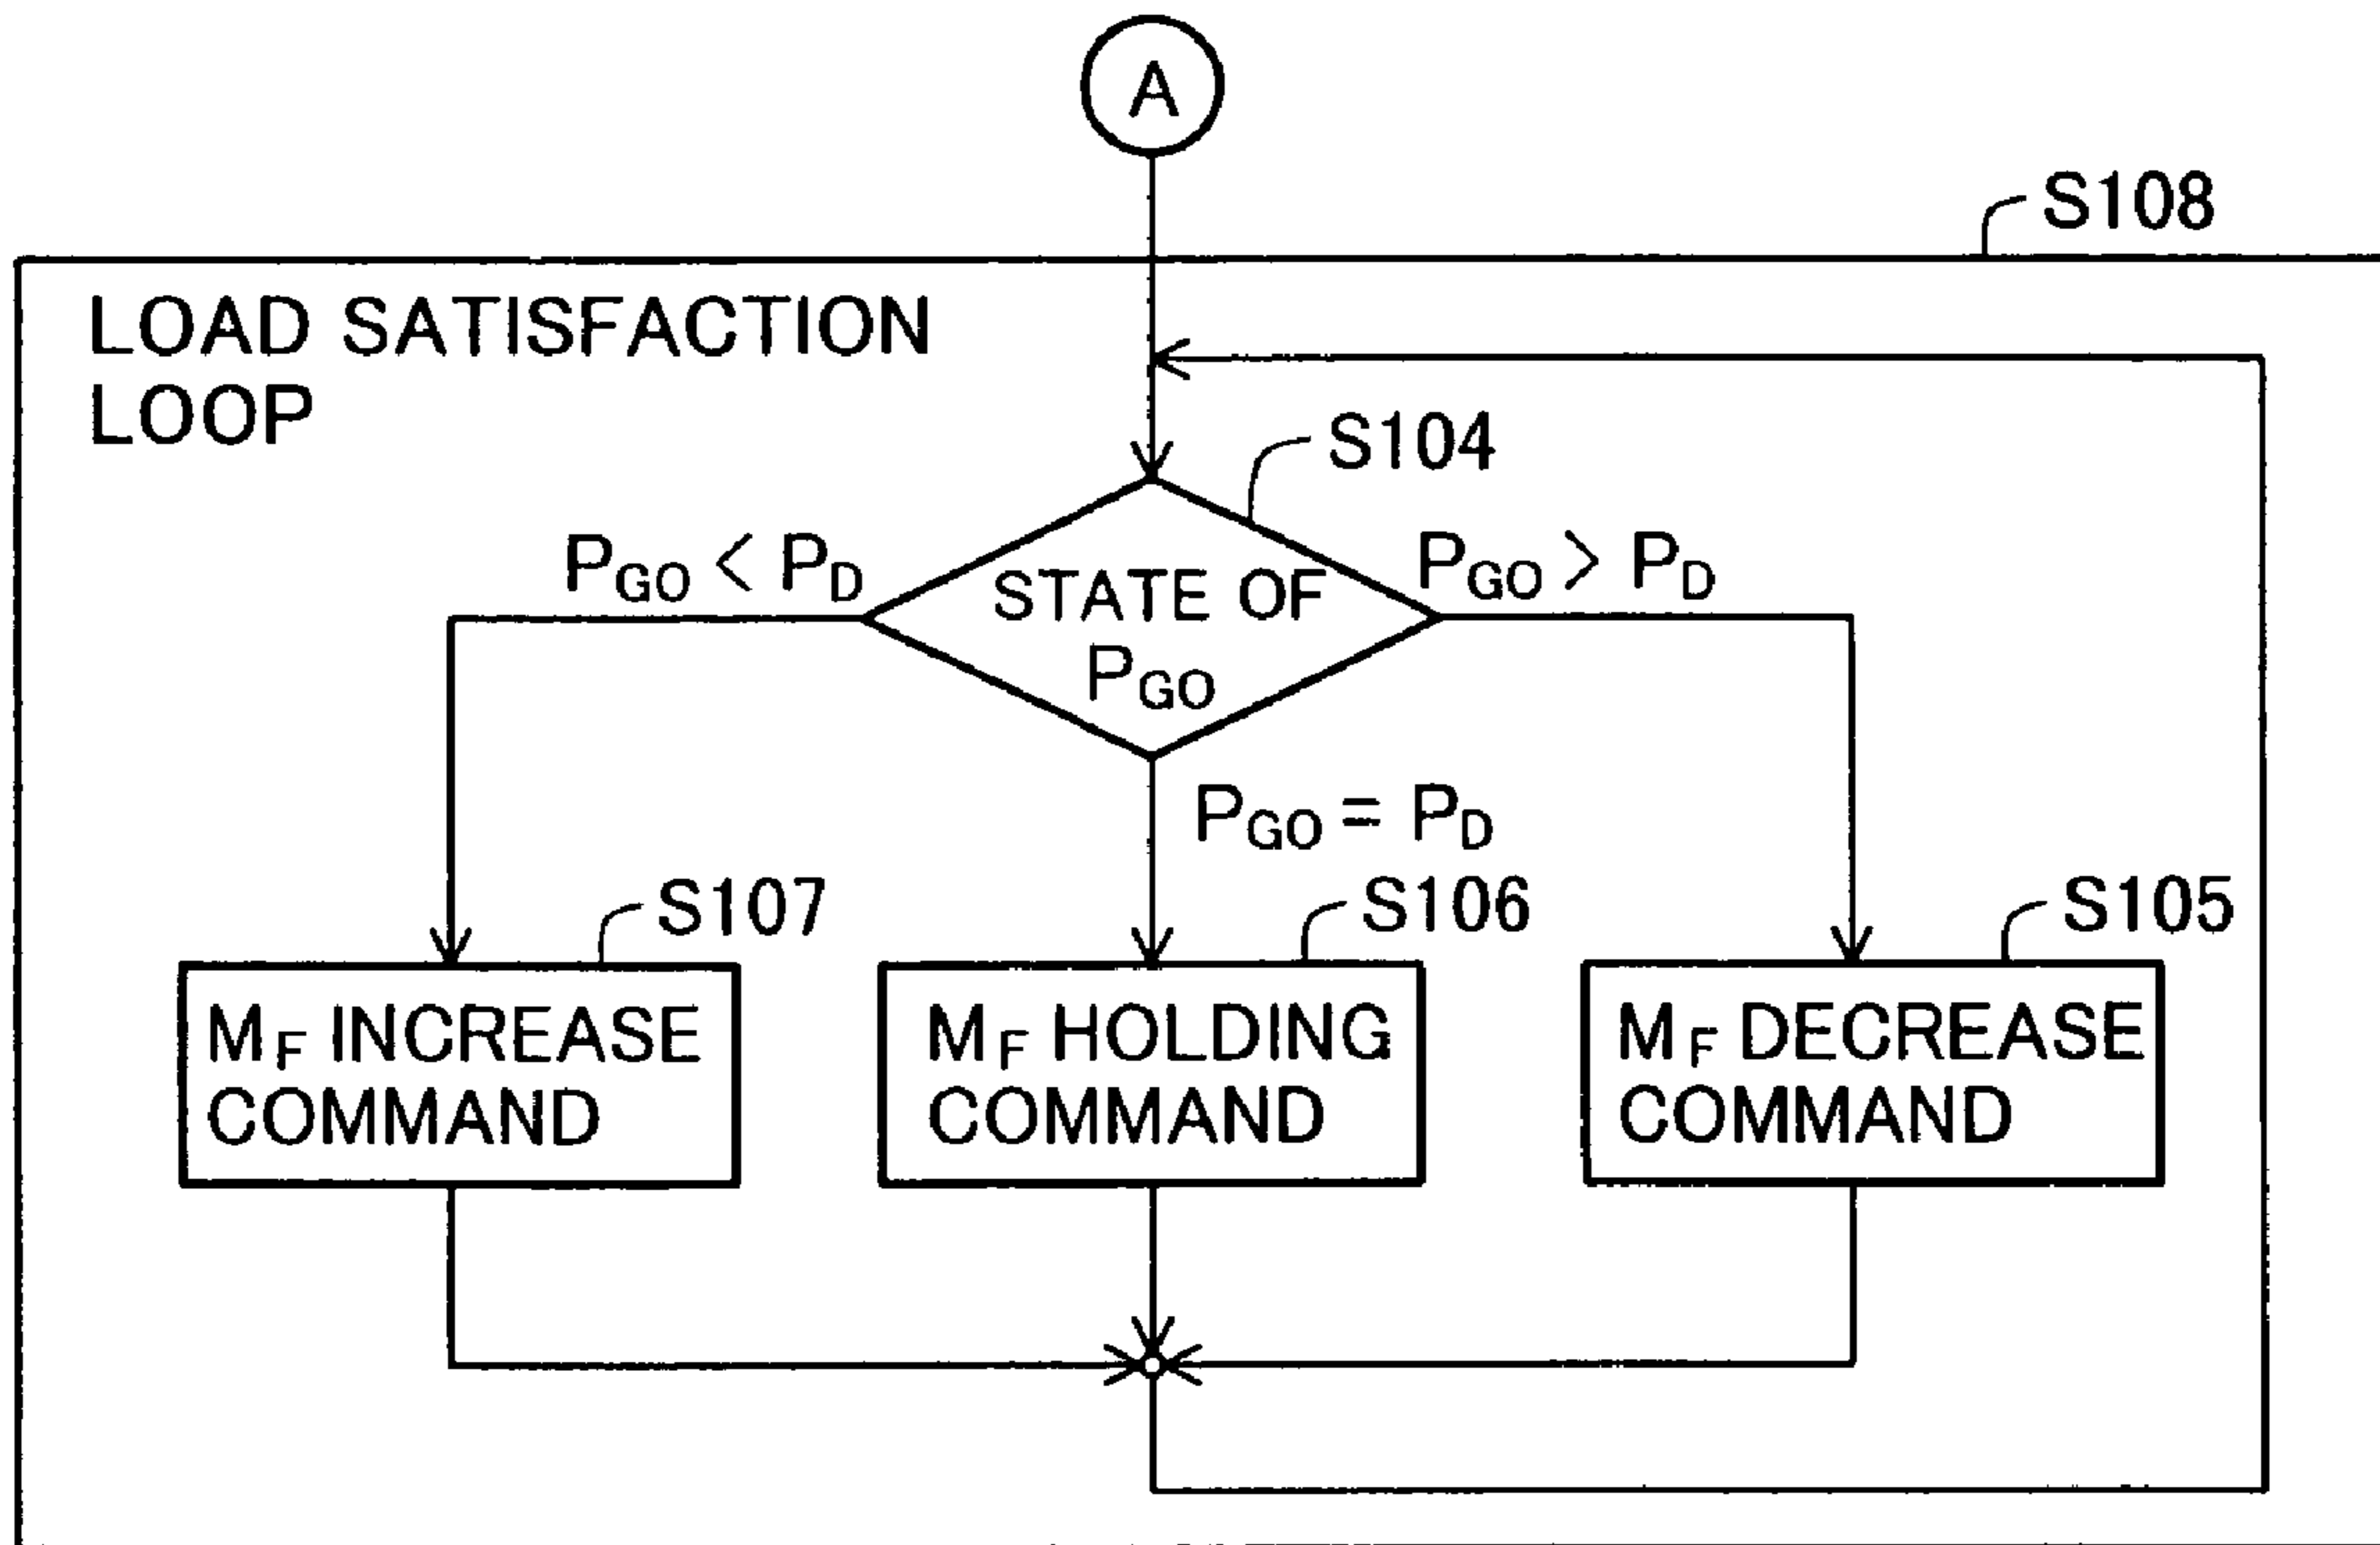 A
S108
LOAD SATISFACTION
LOOP
S104
PGO < PD
STATE OF
PGO
PGO > PD
PGO = PD
S107
S106
S105
MF INCREASE
COMMAND
MF HOLDING
COMMAND
MF DECREASE
COMMAND